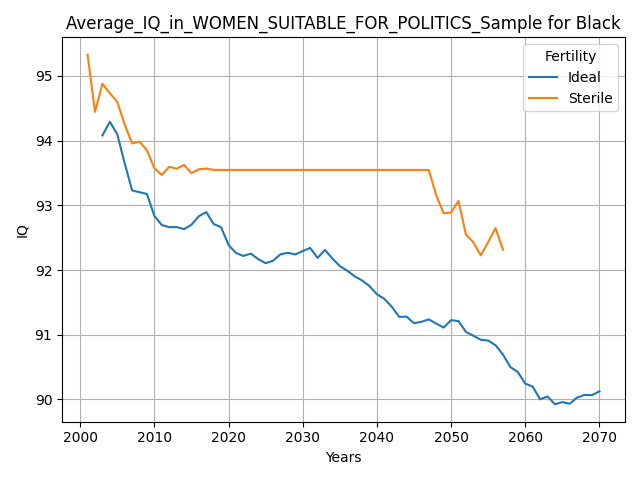 Average_IQ_in_WOMEN_SUITABLE_FOR_POLITICS_Sample for Black
Fertility
Ideal
Sterile
95
94
93
92
91
90
IQ
2000 2010 2020 2030 2040 2050 2060 2070
Years